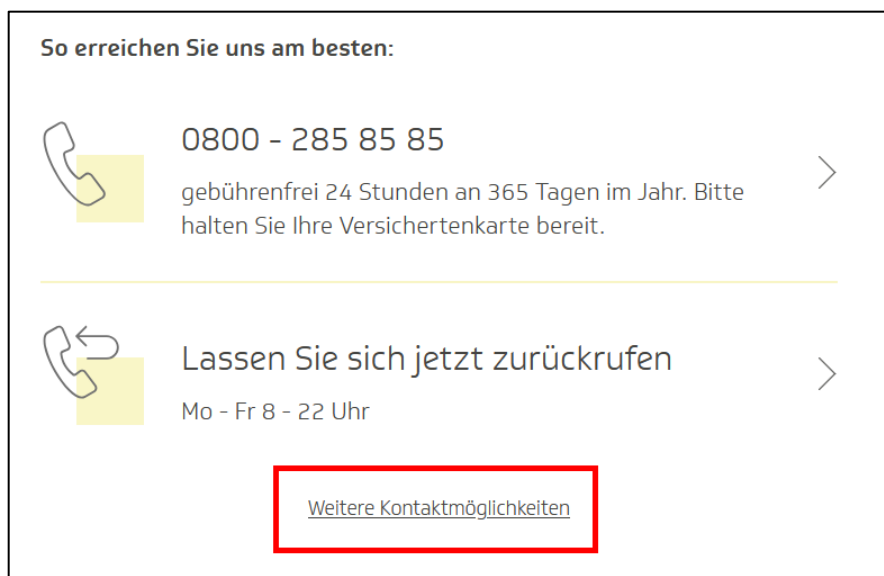 So erreichen Sie uns am besten:
0800 - 285 85 85
gebührenfrei 24 Stunden an 365 Tagen im Jahr. Bitte
halten Sie Ihre Versichertenkarte bereit.
Lassen Sie sich jetzt zurückrufen
Mo - Fr 8 - 22 Uhr
Weitere Kontaktmöglichkeiten